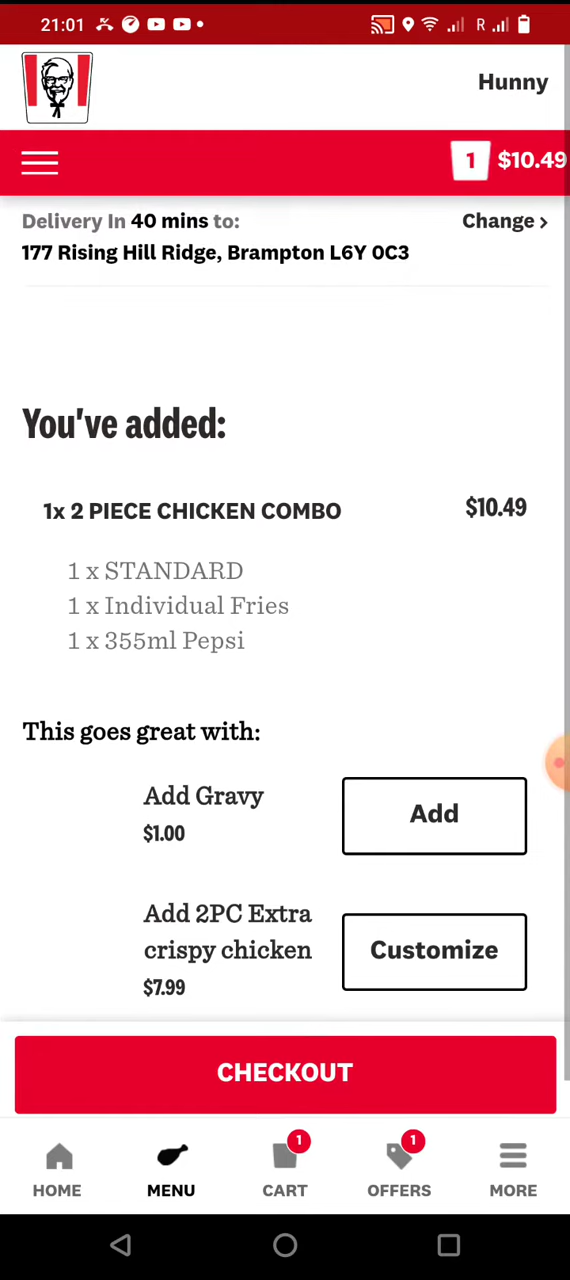 21:01 R
Hunny
1 $10.49
Delivery In 40 mins to: Change >
177 Rising Hill Ridge, Brampton L6Y 0C3
You've added:
1x 2 PIECE CHICKEN COMBO $10.49
1 x STANDARD
1 x Individual Fries
1 x 355ml Pepsi
This goes great with:
Add Gravy
$1.00
Add
Add 2PC Extra
crispy chicken
$7.99
Customize
CHECKOUT
1 1
HOME MENU CART OFFERS MORE